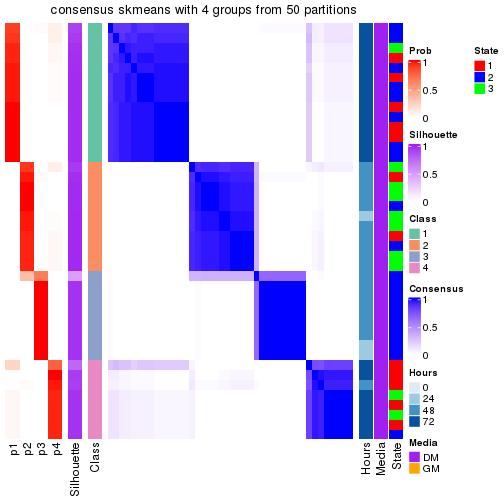 consensus skmeans with 4 groups from 50 partitions
Prob
1
0.5
0
State
1
2
3
Silhouette
1
0.5
0
Class
1
2
3
4
Consensus
1
0.5
0
Hours
0
24
48
72
Media
DM
GM
p1
p2
p3
p4
Silhouette
Class
Hours
Media
State